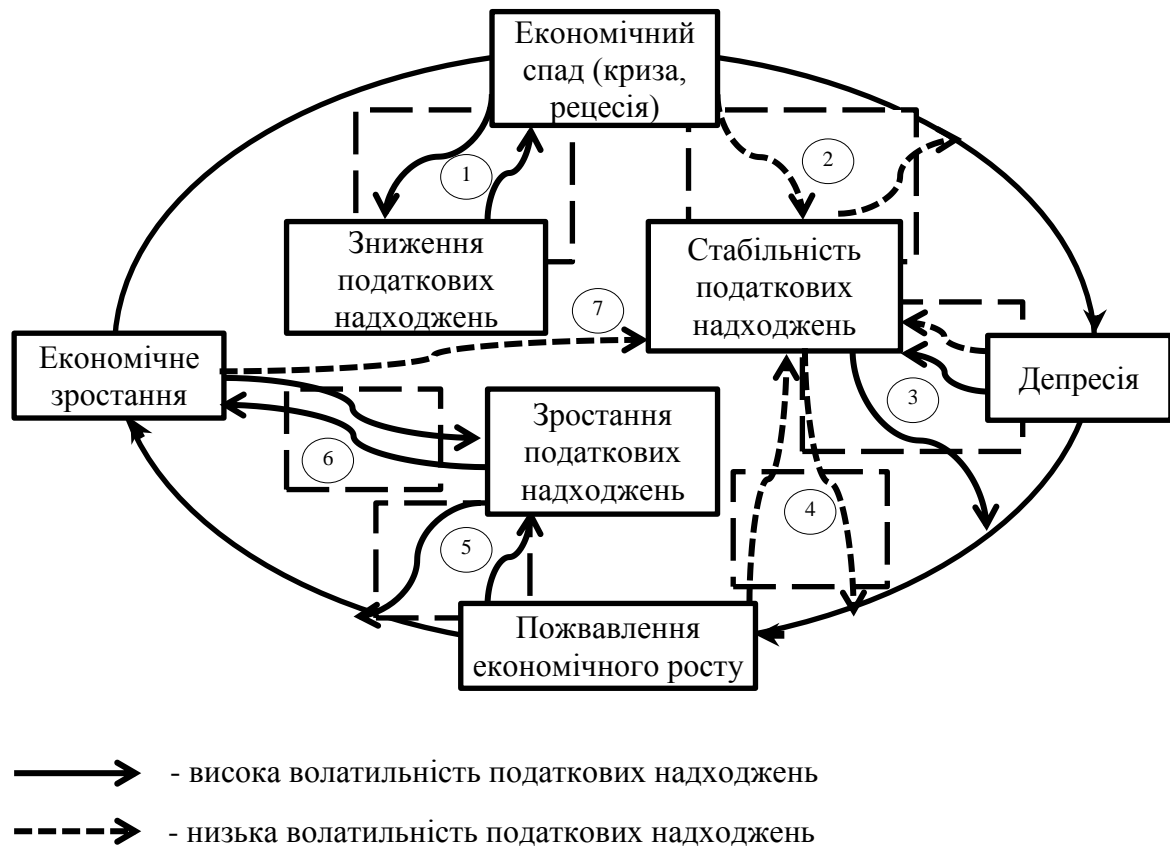 Економічний
спад (криза,
рецесія)
1
2
Зниження
податкових
надходжень
Стабільність
податкових
надходжень
7
Економічне
зростання
Депресія
3
Зростання
податкових
надходжень
6
4
5
Пожвавлення
економічного росту
- висока волатильність податкових надходжень
- низька волатильність податкових надходжень